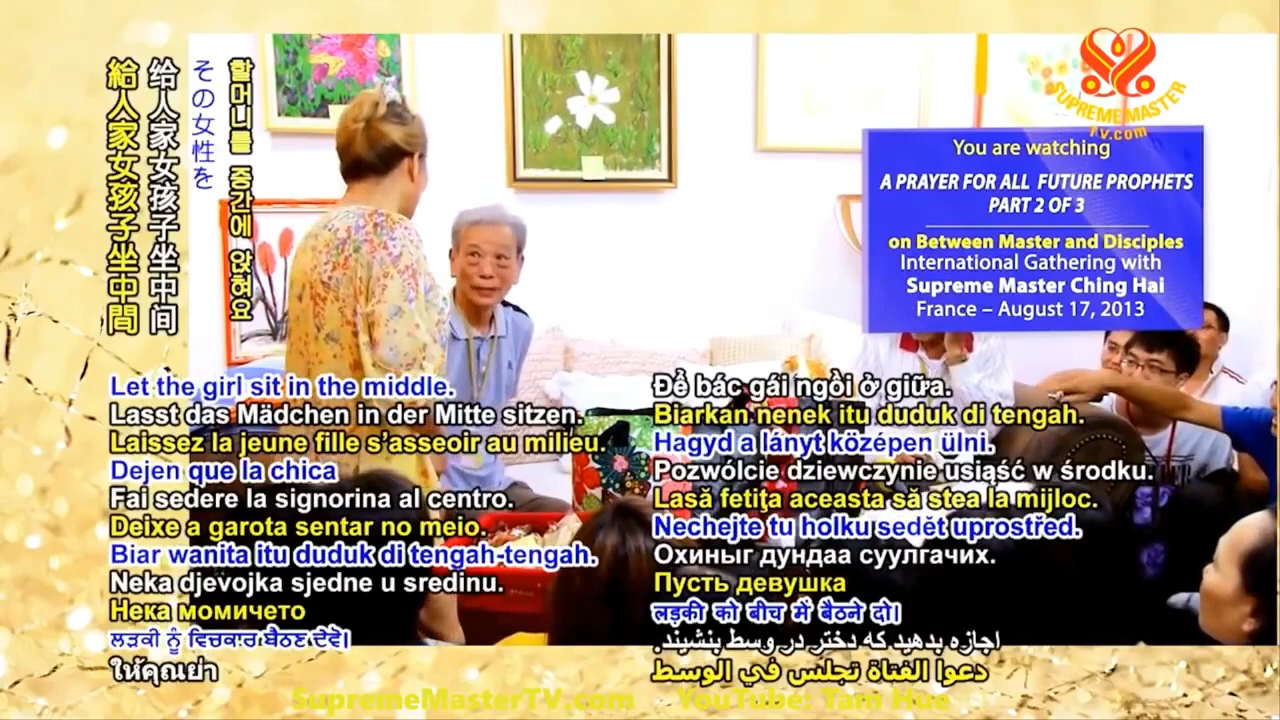 給人家女孩子坐中間
给人家女孩子坐中间
その女性を
할머니를 중간에 앉혀요
SUPREME MASTER
Tv.com
You are watching
A PRAYER FOR ALL FUTURE PROPHETS
PART 2 OF 3
on Between Master and Disciples
International Gathering with
Supreme Master Ching Hai
France – August 17, 2013
Let the girl sit in the middle.
Lasst das Mädchen in der Mitte sitzen.
Laissez la jeune fille s’asseoir au milieu.
Dejen que la chica
Fai sedere la signorina al centro.
Deixe a garota sentar no meio.
Biar wanita itu duduk di tengah-tengah.
Neka djevojka sjedne u sredinu.
Нека момичето
ਲੜਕੀ ਨੂੰ ਵਿਚਕਾਰ ਬੈਠਣ ਦੇਵੋ।
ให้คุณย่า
Để bác gái ngồi ở giữa.
Biarkan nenek itu duduk di tengah.
Hagyd a lányt középen ülni.
Pozwólcie dziewczynie usiąść w środku.
Lasă fetiţa aceasta să stea la mijloc.
Nechejte tu holku sedět uprostřed.
Охиныг дундаа суулгачих.
Пусть девушка
लड़की को बीच में बैठने दो।
اجازه بدهید که دختر در وسط بنشیند.
دعوا الفتاة تجلس في الوسط
SupremeMasterTV.com YouTube: Tam Hue